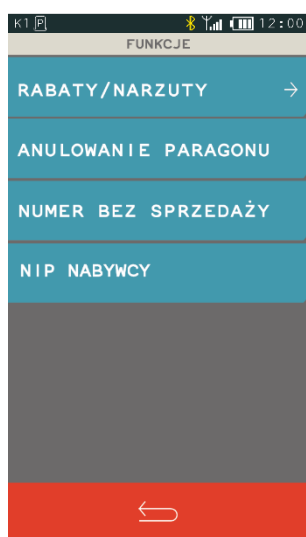 K1 P 12:00
FUNKCJE
RABATY/NARZUTY
ANULOWANIE PARAGONU
NUMER BEZ SPRZEDAŻY
NIP NABYWCY